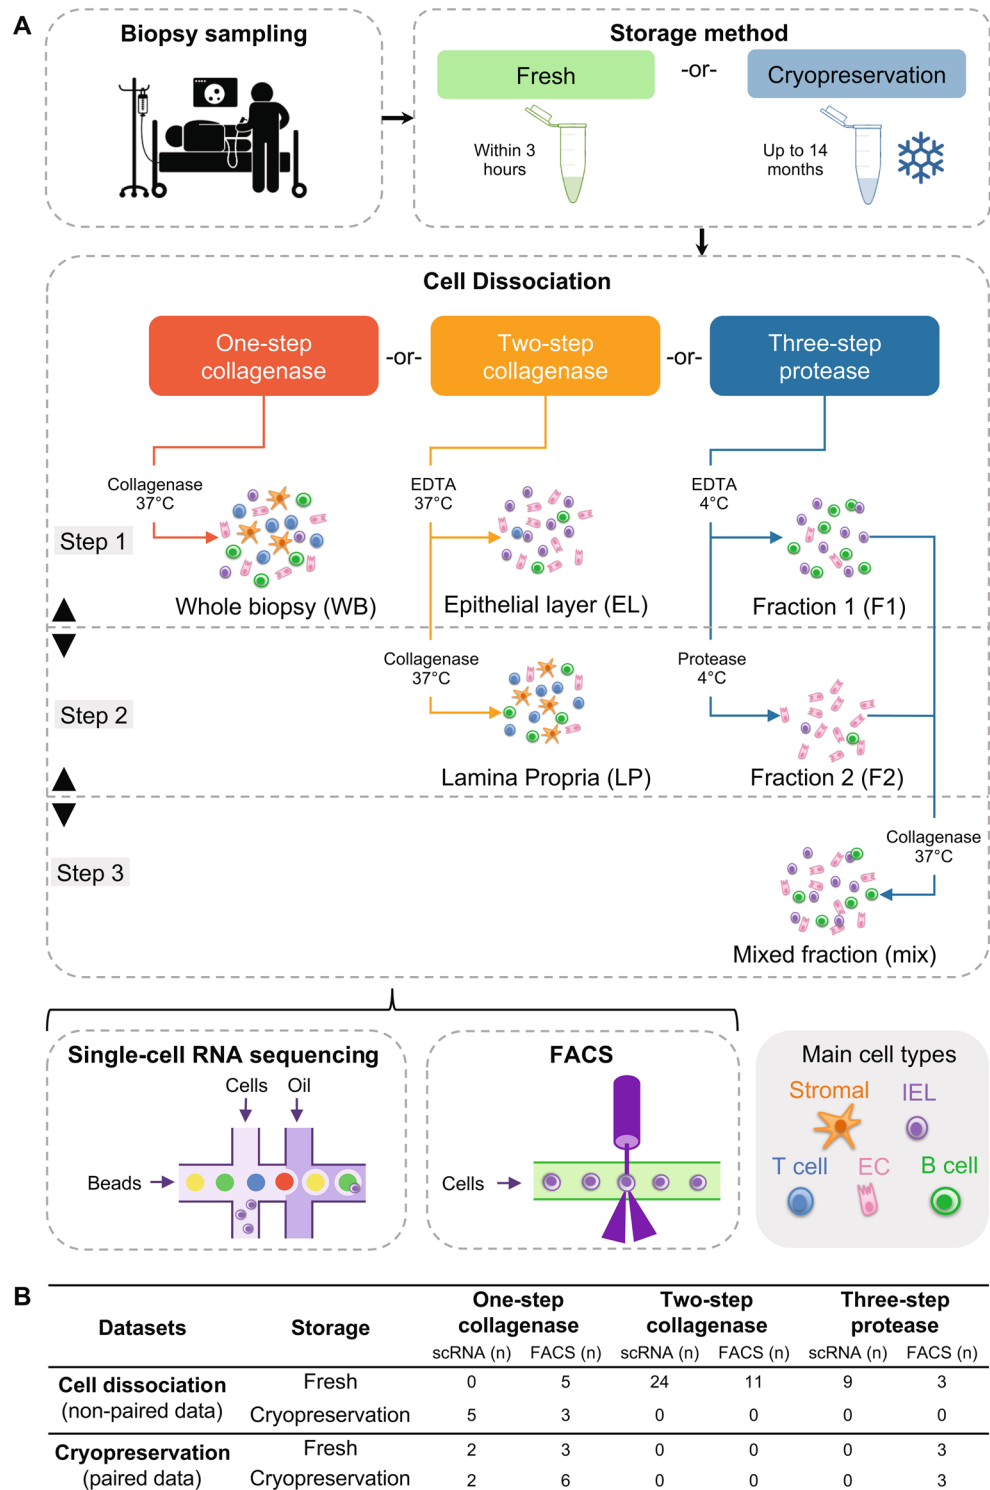 A
Biopsy sampling
Storage method
Fresh
-or-
Cryopreservation
Within 3
hours
Up to 14
months
Cell Dissociation
One-step
collagenase
-or-
Two-step
collagenase
-or-
Three-step
protease
Collagenase
37°C
EDTA
37°C
EDTA
4°C
Step 1
Whole biopsy (WB)
Epithelial layer (EL)
Fraction 1 (F1)
Collagenase
37°C
Protease
4°C
Step 2
Lamina Propria (LP)
Fraction 2 (F2)
Collagenase
37°C
Step 3
Mixed fraction (mix)
Single-cell RNA sequencing
Cells
Oil
Beads
FACS
Cells
Main cell types
Stromal
IEL
T cell
EC
B cell
B
Datasets
Storage
One-step
collagenase
Two-step
collagenase
Three-step
protease
scRNA (n) FACS (n) scRNA (n) FACS (n) scRNA (n) FACS (n)
Cell dissociation
(non-paired data)
Fresh 0 5 24 11 9 3
Cryopreservation 5 3 0 0 0 0
Cryopreservation
(paired data)
Fresh 2 3 0 0 0 3
Cryopreservation 2 6 0 0 0 3